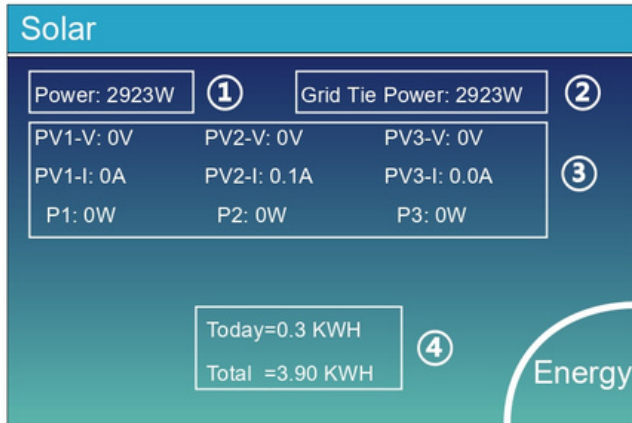 Solar
Power: 2923W ① Grid Tie Power: 2923W ②
PV1-V: 0V PV2-V: 0V PV3-V: 0V
PV1-I: 0A PV2-I: 0.1A PV3-I: 0.0A ③
P1: 0W P2: 0W P3: 0W
Today=0.3 KWH
④
Total =3.90 KWH
Energy